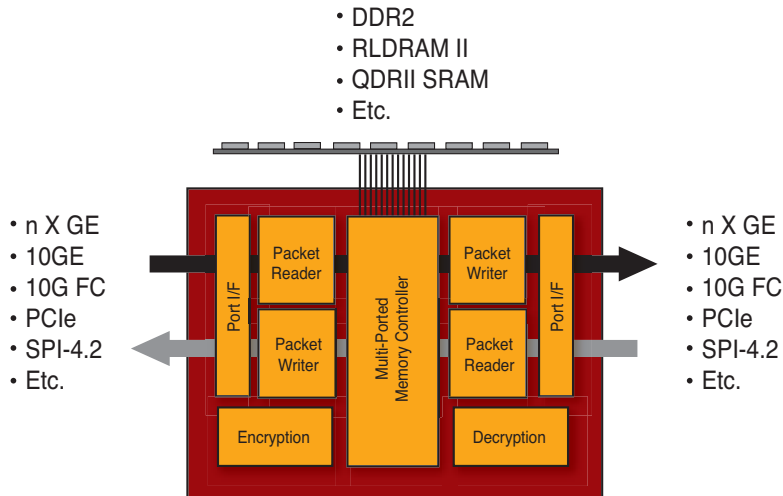 • DDR2
• RLDRAM II
• QDRII SRAM
• Etc.
• n X GE
• 10GE
• 10G FC
• PCIe
• SPI-4.2
• Etc.
Port I/F
Packet
Reader
Packet
Writer
Multi-Ported
Memory Controller
Packet
Writer
Packet
Reader
Port I/F
Encryption
Decryption
• n X GE
• 10GE
• 10G FC
• PCIe
• SPI-4.2
• Etc.